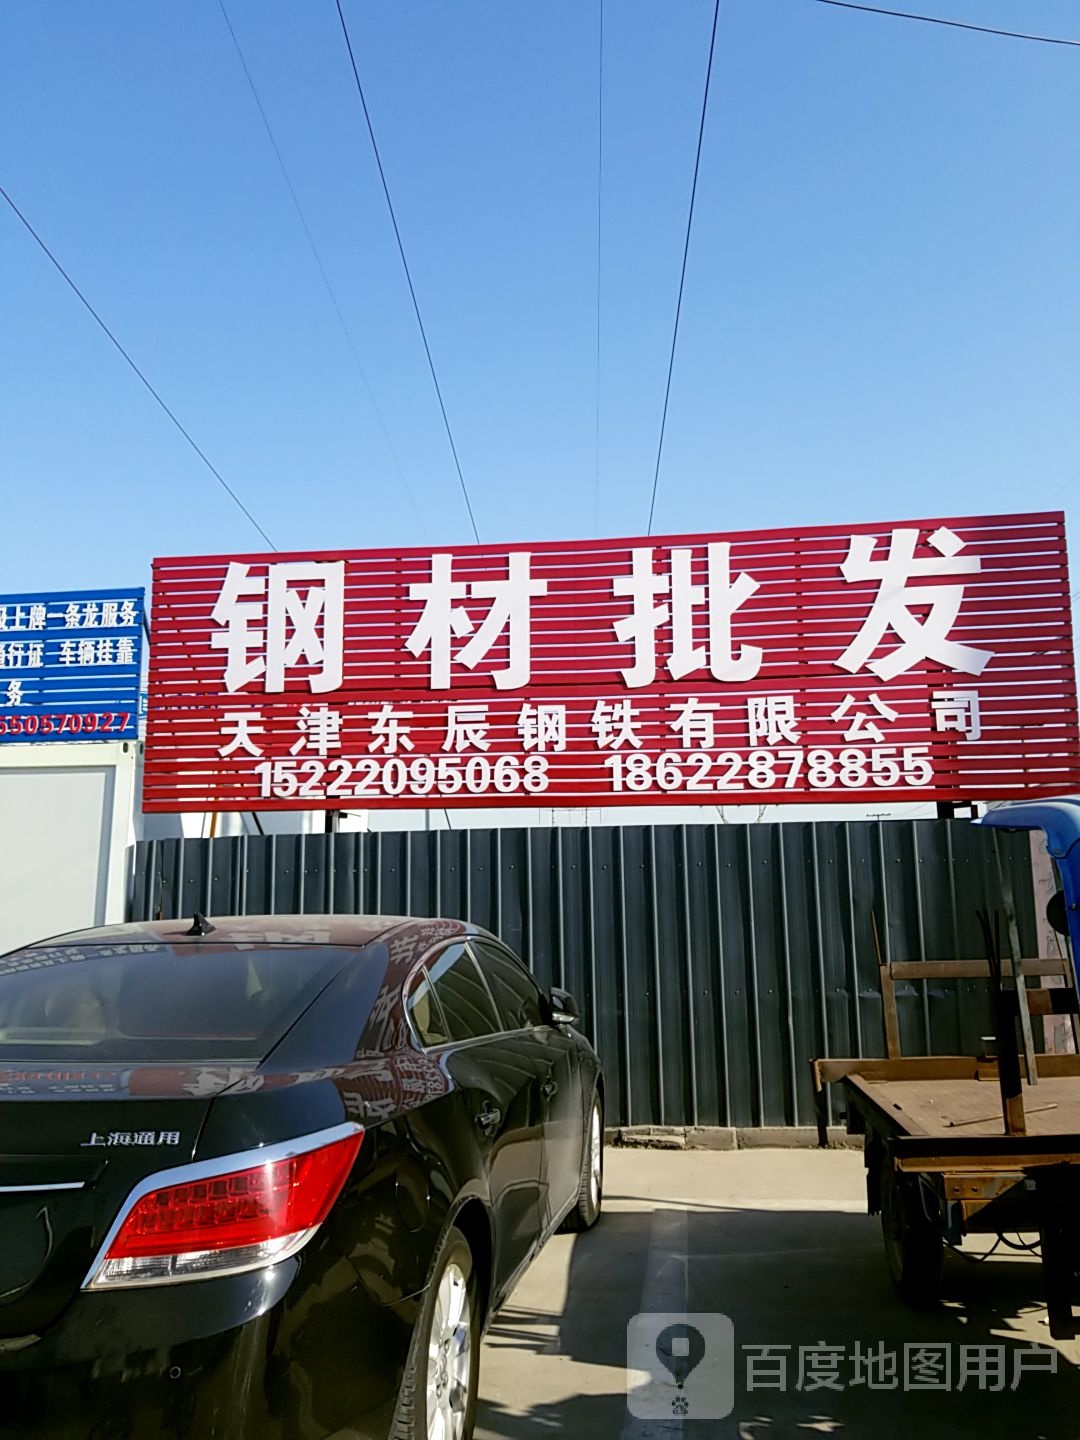 钢材批发
天津东辰钢铁有限公司
15222095068 18622878855
上牌一条龙服务
行证 车辆挂靠
务
550570927
上海通用
百度地图用户